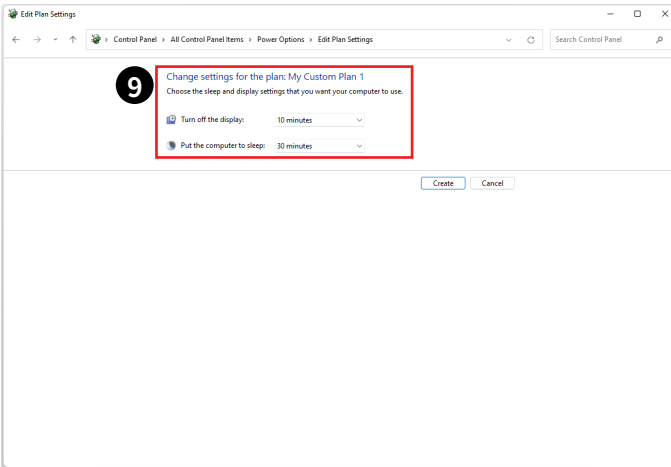 Edit Plan Settings
Control Panel > All Control Panel Items > Power Options > Edit Plan Settings
Search Control Panel
9
Change settings for the plan: My Custom Plan 1
Choose the sleep and display settings that you want your computer to use.
Turn off the display: 10 minutes
Put the computer to sleep: 30 minutes
Create Cancel